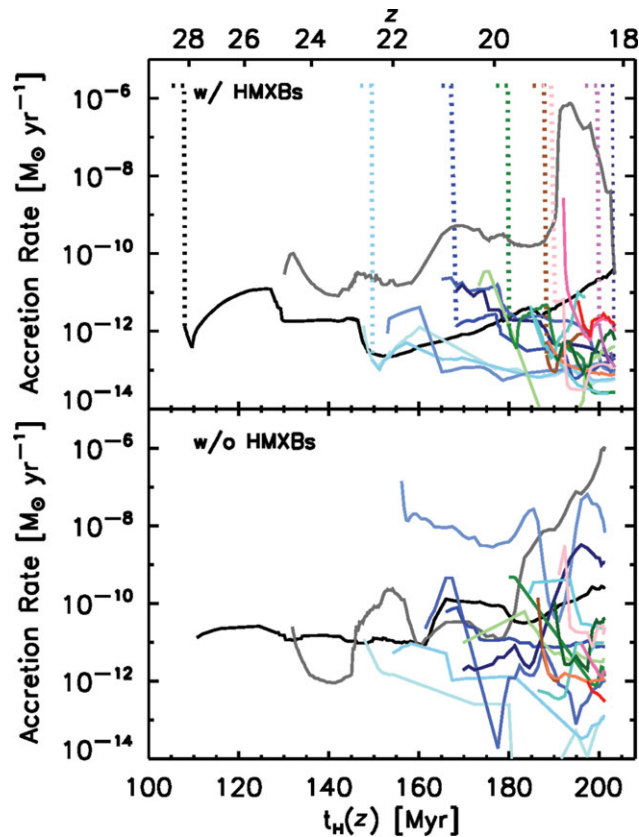 z
28 26 24 22 20 18
w/ HMXBs
Accretion Rate [M⊙ yr⁻¹]
10⁻⁶
10⁻⁸
10⁻¹⁰
10⁻¹²
10⁻¹⁴
w/o HMXBs
Accretion Rate [M⊙ yr⁻¹]
10⁻⁶
10⁻⁸
10⁻¹⁰
10⁻¹²
10⁻¹⁴
100 120 140 160 180 200
t_H(z) [Myr]